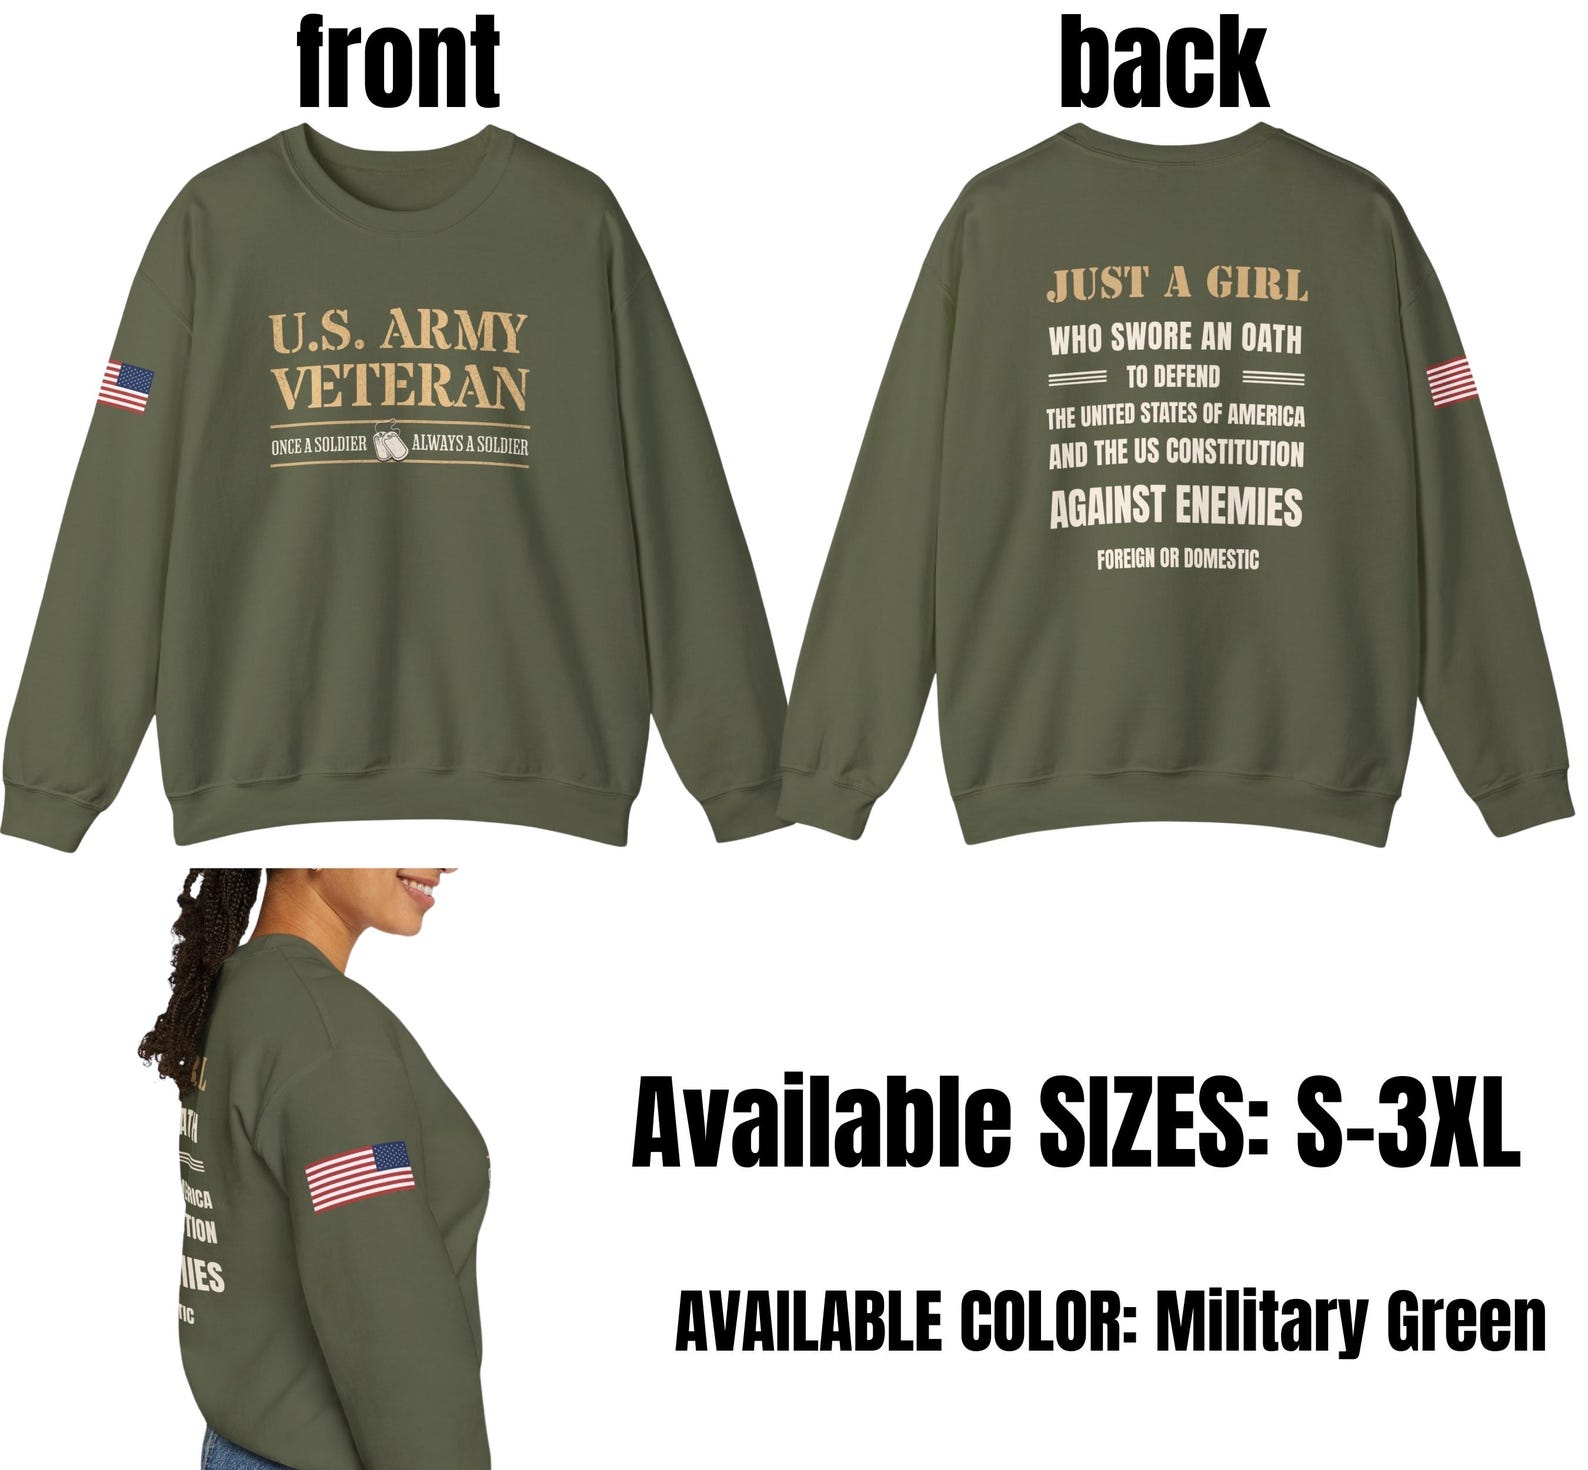 front
back
U.S. ARMY
VETERAN
ONCE A SOLDIER ALWAYS A SOLDIER
JUST A GIRL
WHO SWORE AN OATH
TO DEFEND
THE UNITED STATES OF AMERICA
AND THE US CONSTITUTION
AGAINST ENEMIES
FOREIGN OR DOMESTIC
RL
ATH
ERICA
TION
MIES
TIC
Available SIZES: S-3XL
AVAILABLE COLOR: Military Green